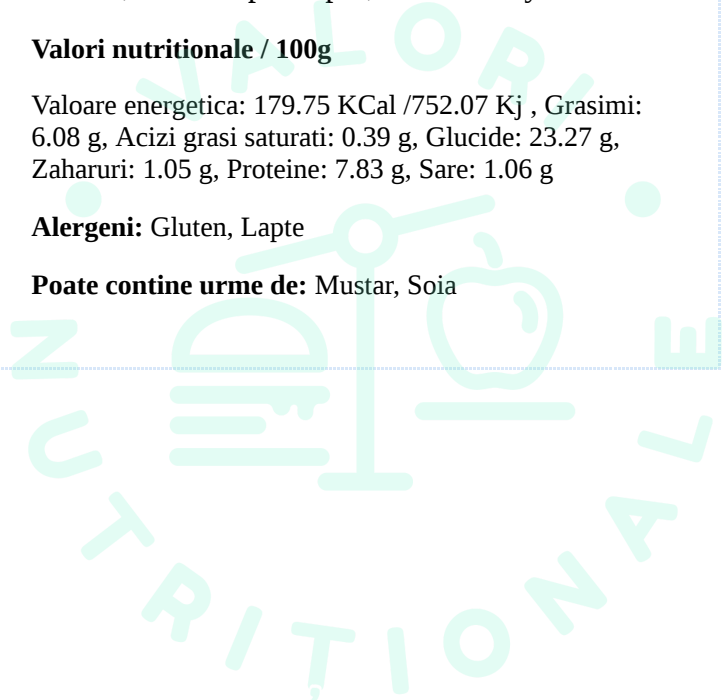 Valori nutritionale / 100g
Valoare energetica: 179.75 KCal /752.07 Kj , Grasimi:
6.08 g, Acizi grasi saturati: 0.39 g, Glucide: 23.27 g,
Zaharuri: 1.05 g, Proteine: 7.83 g, Sare: 1.06 g
Alergeni: Gluten, Lapte
Poate contine urme de: Mustar, Soia
VALORI
NUTRIȚIONALE